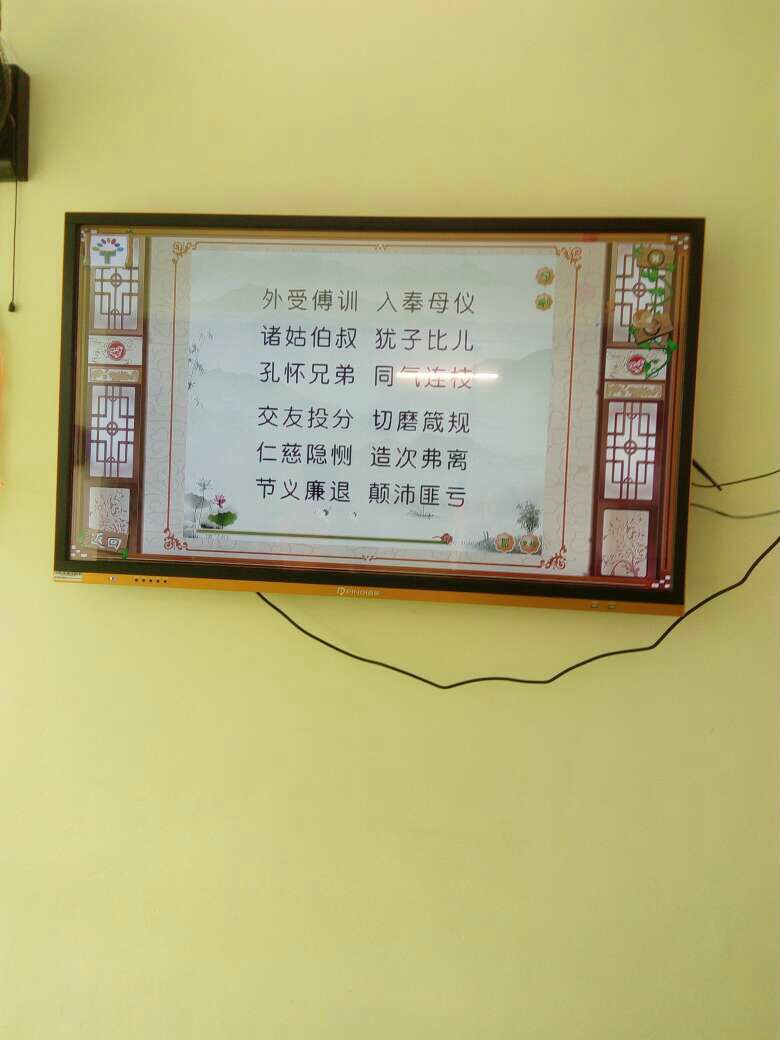 外受傅训 入奉母仪
诸姑伯叔 犹子比儿
孔怀兄弟 同气连枝
交友投分 切磨箴规
仁慈隐恻 造次弗离
节义廉退 颠沛匪亏
返回